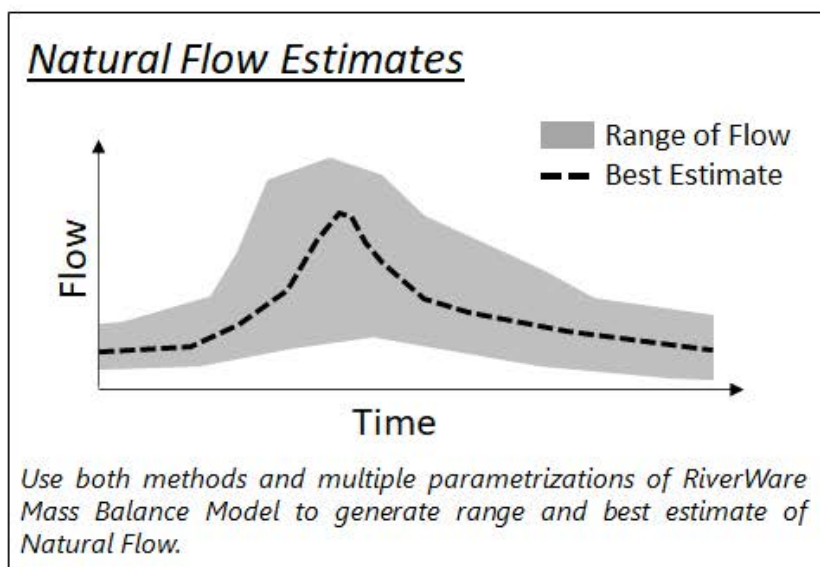 Natural Flow Estimates
Range of Flow
Best Estimate
Flow
Time
Use both methods and multiple parametrizations of RiverWare
Mass Balance Model to generate range and best estimate of
Natural Flow.